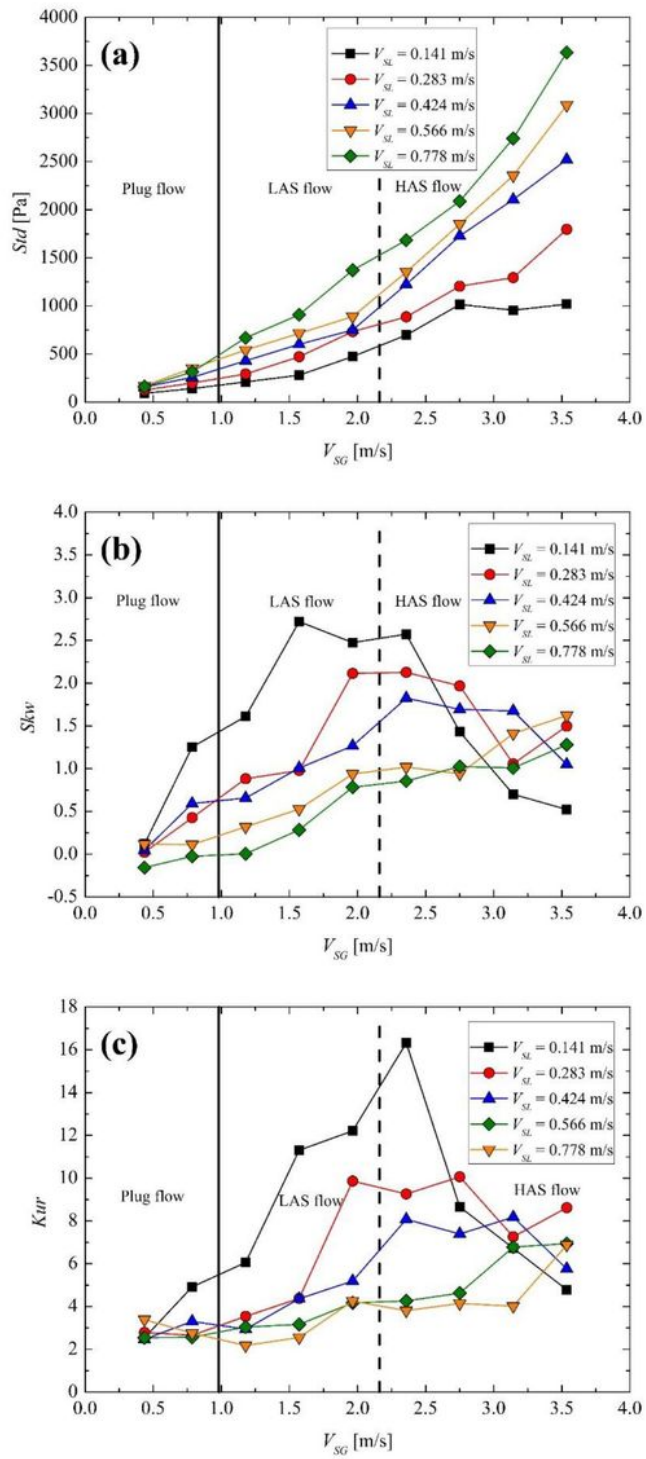 (a)
4000
3500
3000
2500
2000
1500
1000
500
0
Std [Pa]
V_SL = 0.141 m/s
V_SL = 0.283 m/s
V_SL = 0.424 m/s
V_SL = 0.566 m/s
V_SL = 0.778 m/s
Plug flow
LAS flow
HAS flow
0.0 0.5 1.0 1.5 2.0 2.5 3.0 3.5 4.0
V_SG [m/s]
(b)
4.0
3.5
3.0
2.5
2.0
1.5
1.0
0.5
0.0
-0.5
Skw
V_SL = 0.141 m/s
V_SL = 0.283 m/s
V_SL = 0.424 m/s
V_SL = 0.566 m/s
V_SL = 0.778 m/s
Plug flow
LAS flow
HAS flow
0.0 0.5 1.0 1.5 2.0 2.5 3.0 3.5 4.0
V_SG [m/s]
(c)
18
16
14
12
10
8
6
4
2
0
Kur
V_SL = 0.141 m/s
V_SL = 0.283 m/s
V_SL = 0.424 m/s
V_SL = 0.566 m/s
V_SL = 0.778 m/s
Plug flow
LAS flow
HAS flow
0.0 0.5 1.0 1.5 2.0 2.5 3.0 3.5 4.0
V_SG [m/s]